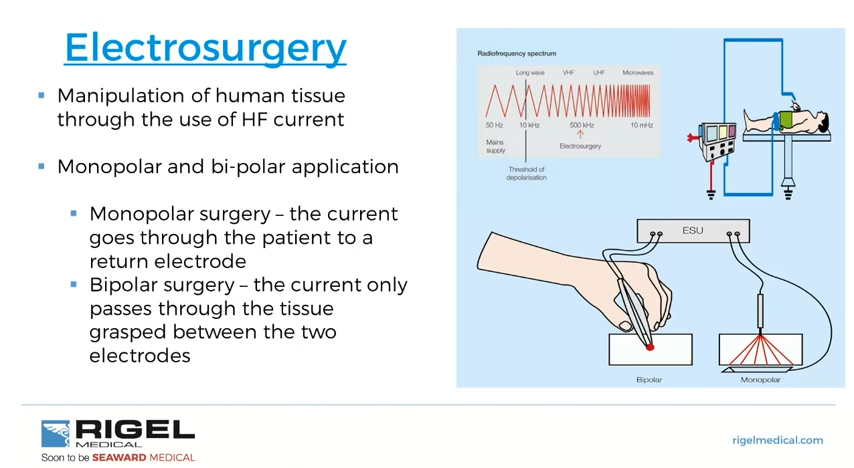 Electrosurgery
Manipulation of human tissue
through the use of HF current
Monopolar and bi-polar application
Monopolar surgery – the current
goes through the patient to a
return electrode
Bipolar surgery – the current only
passes through the tissue
grasped between the two
electrodes
Radiofrequency spectrum
Long wave VHF UHF Microwaves
50 Hz 10 kHz 500 kHz 10 mHz
Mains
supply
Electrosurgery
Threshold of
depolarisation
ESU
Bipolar Monopolar
RIGEL
MEDICAL
Soon to be SEAWARD MEDICAL
rigelmedical.com